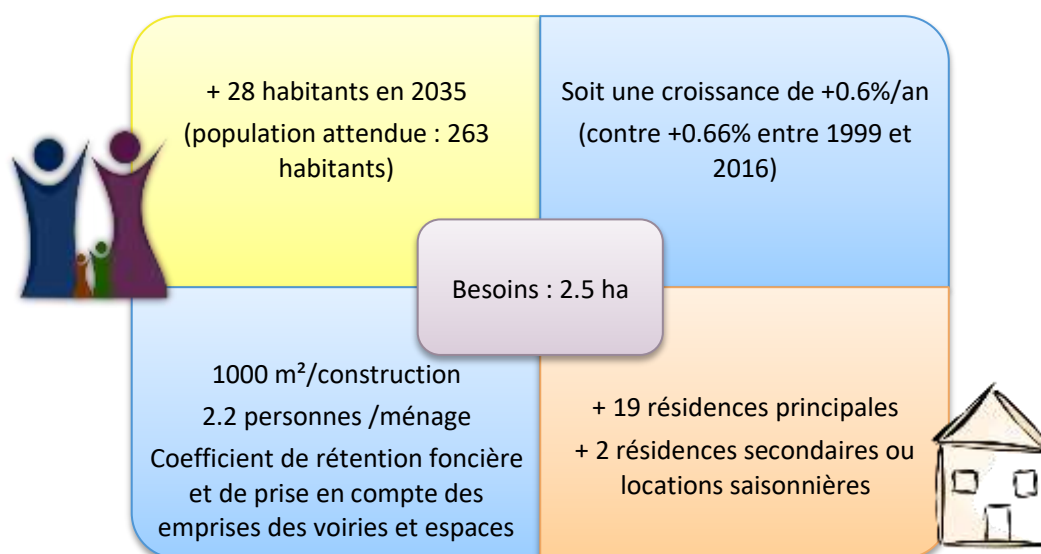 + 28 habitants en 2035
(population attendue : 263
habitants)
Soit une croissance de +0.6%/an
(contre +0.66% entre 1999 et
2016)
Besoins : 2.5 ha
1000 m²/construction
2.2 personnes /ménage
Coefficient de rétention foncière
et de prise en compte des
emprises des voiries et espaces
+ 19 résidences principales
+ 2 résidences secondaires ou
locations saisonnières